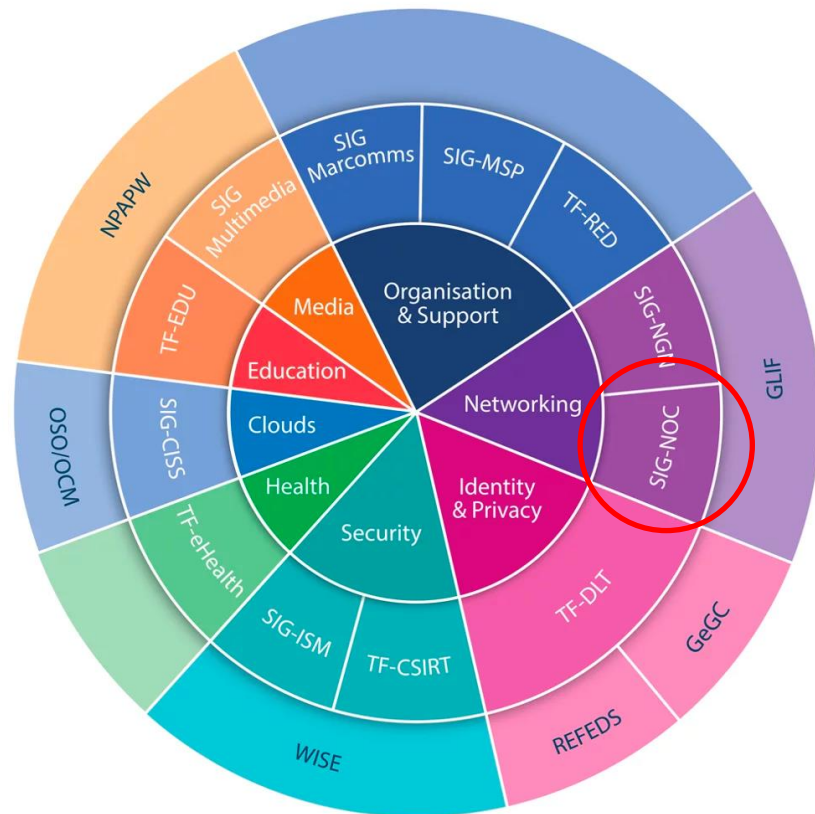 SIG
Marcomms
SIG-MSP
TF-RED
NPAPW
SIG
Multimedia
Organisation
& Support
SIG-NGN
GLIF
TF-EDU
Media
Education
Networking
OSO/OCM
SIG-CISS
Clouds
SIG-NOC
Health
Identity
& Privacy
Security
TF-eHealth
TF-DLT
GeGC
SIG-ISM
TF-CSIRT
REFEDS
WISE